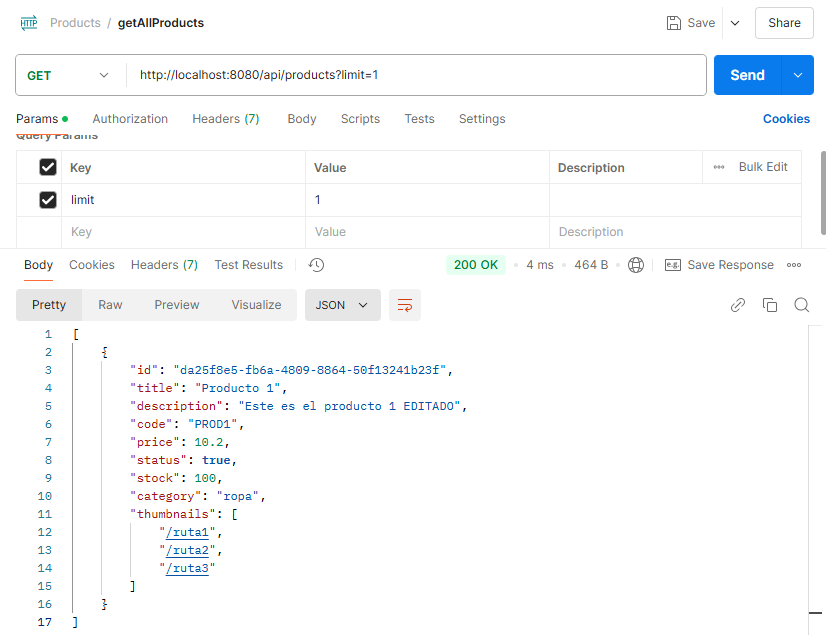 HTTP Products / getAllProducts Save Share
GET http://localhost:8080/api/products?limit=1 Send
Params Authorization Headers (7) Body Scripts Tests Settings Cookies
Query Params
Key Value Description Bulk Edit
limit 1
Key Value Description
Body Cookies Headers (7) Test Results 200 OK 4 ms 464 B e.g. Save Response
Pretty Raw Preview Visualize JSON
1 [
2 {
3 "id": "da25f8e5-fb6a-4809-8864-50f13241b23f",
4 "title": "Producto 1",
5 "description": "Este es el producto 1 EDITADO",
6 "code": "PROD1",
7 "price": 10.2,
8 "status": true,
9 "stock": 100,
10 "category": "ropa",
11 "thumbnails": [
12 "/ruta1",
13 "/ruta2",
14 "/ruta3"
15 ]
16 }
17 ]